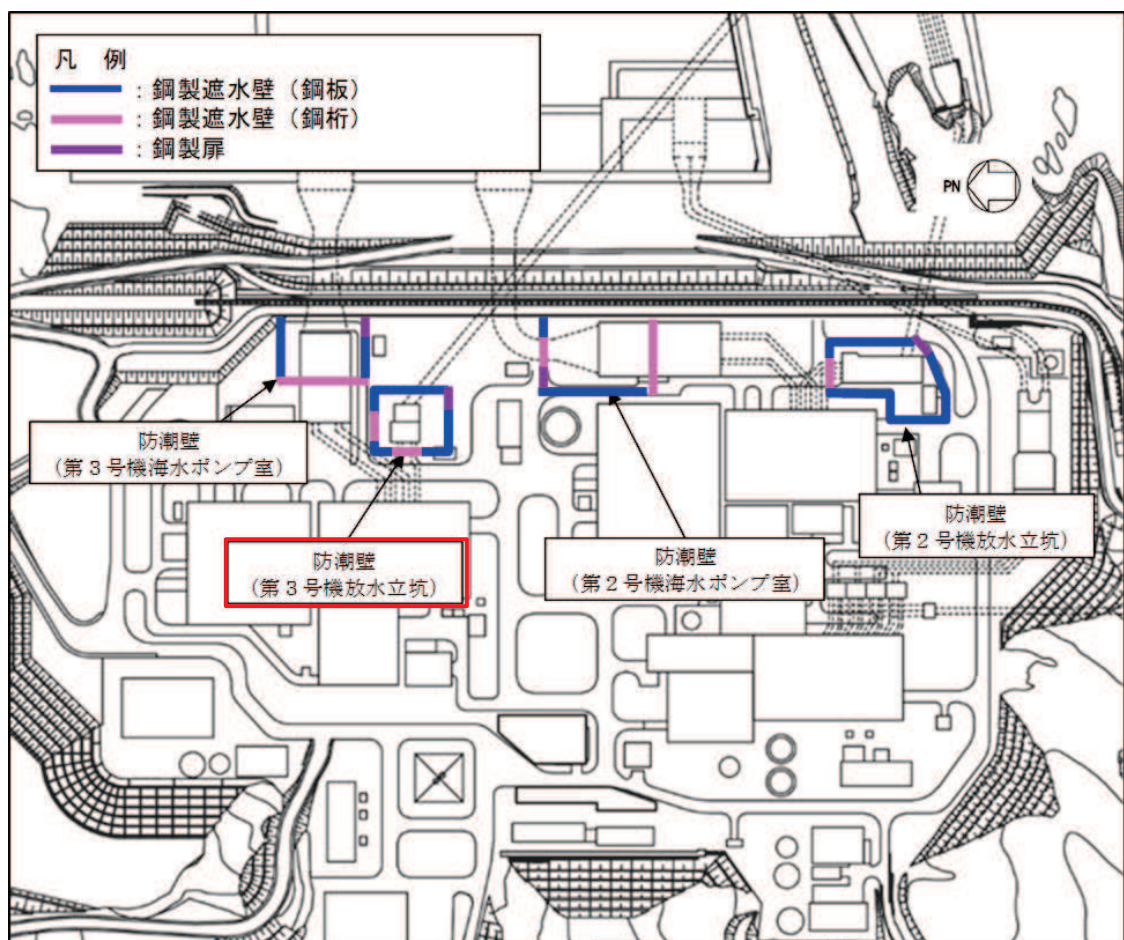 凡 例
：鋼製遮水壁（鋼板）
：鋼製遮水壁（鋼桁）
：鋼製扉
PN
防潮壁
（第３号機海水ポンプ室）
防潮壁
（第３号機放水立坑）
防潮壁
（第２号機海水ポンプ室）
防潮壁
（第２号機放水立坑）